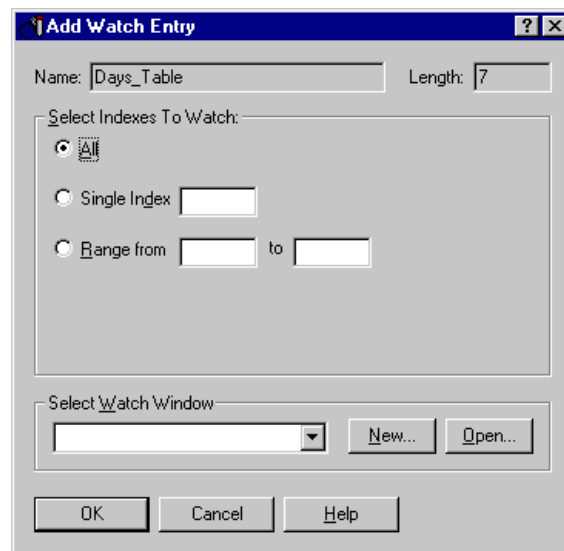 Add Watch Entry
Name: Days_Table Length: 7
Select Indexes To Watch:
All
Single Index
Range from to
Select Watch Window
New... Open...
OK Cancel Help